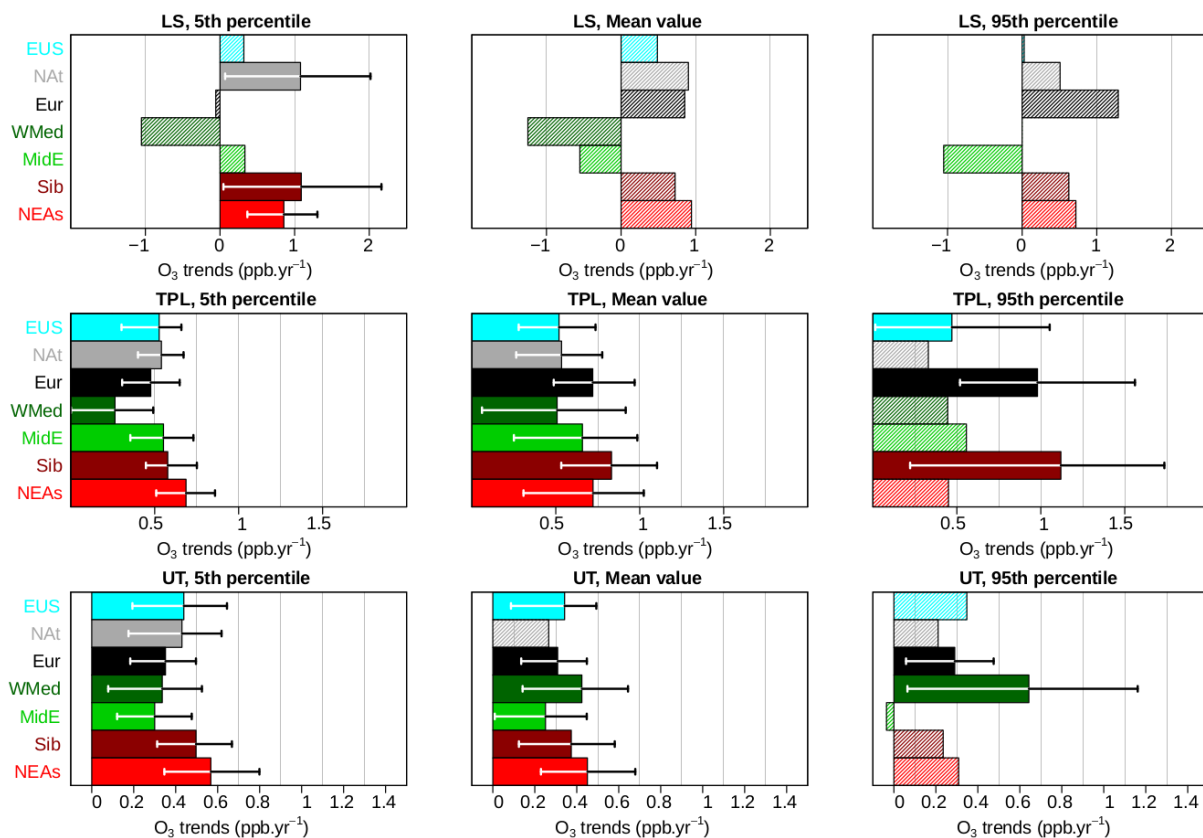 LS, 5th percentile
LS, Mean value
LS, 95th percentile
EUS
NAt
Eur
WMed
MidE
Sib
NEAs
−1 0 1 2
−1 0 1 2
−1 0 1 2
O₃ trends (ppb.yr⁻¹)
O₃ trends (ppb.yr⁻¹)
O₃ trends (ppb.yr⁻¹)
TPL, 5th percentile
TPL, Mean value
TPL, 95th percentile
EUS
NAt
Eur
WMed
MidE
Sib
NEAs
0.5 1 1.5
0.5 1 1.5
0.5 1 1.5
O₃ trends (ppb.yr⁻¹)
O₃ trends (ppb.yr⁻¹)
O₃ trends (ppb.yr⁻¹)
UT, 5th percentile
UT, Mean value
UT, 95th percentile
EUS
NAt
Eur
WMed
MidE
Sib
NEAs
0 0.2 0.4 0.6 0.8 1 1.2 1.4
0 0.2 0.4 0.6 0.8 1 1.2 1.4
0 0.2 0.4 0.6 0.8 1 1.2 1.4
O₃ trends (ppb.yr⁻¹)
O₃ trends (ppb.yr⁻¹)
O₃ trends (ppb.yr⁻¹)